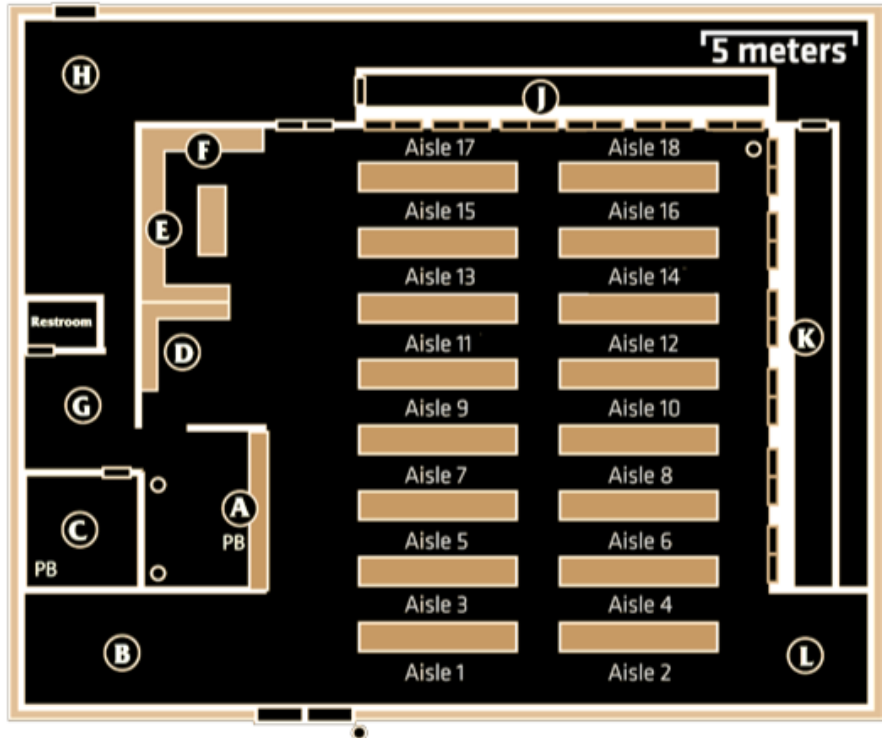 5 meters
H
J
F
Aisle 17
Aisle 18
E
Aisle 15
Aisle 16
Aisle 13
Aisle 14
Restroom
D
Aisle 11
Aisle 12
K
G
Aisle 9
Aisle 10
A
Aisle 7
Aisle 8
C
PB
PB
Aisle 5
Aisle 6
Aisle 3
Aisle 4
B
L
Aisle 1
Aisle 2